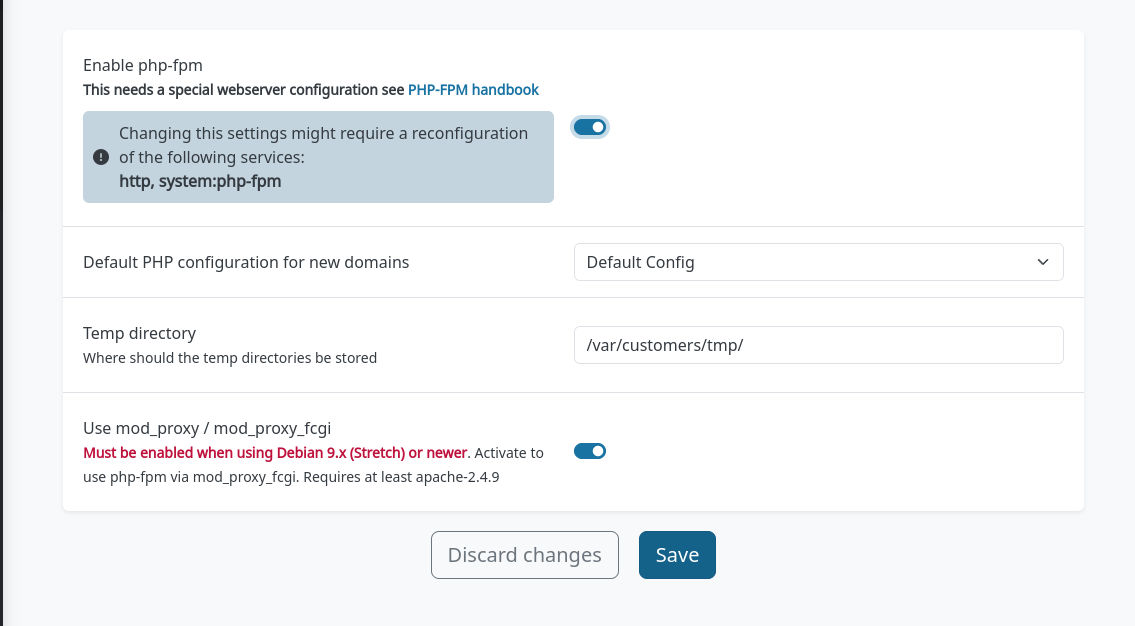 Enable php-fpm
This needs a special webserver configuration see PHP-FPM handbook
Changing this settings might require a reconfiguration
of the following services:
http, system:php-fpm
Default PHP configuration for new domains
Default Config
Temp directory
Where should the temp directories be stored
/var/customers/tmp/
Use mod_proxy / mod_proxy_fcgi
Must be enabled when using Debian 9.x (Stretch) or newer. Activate to
use php-fpm via mod_proxy_fcgi. Requires at least apache-2.4.9
Discard changes
Save